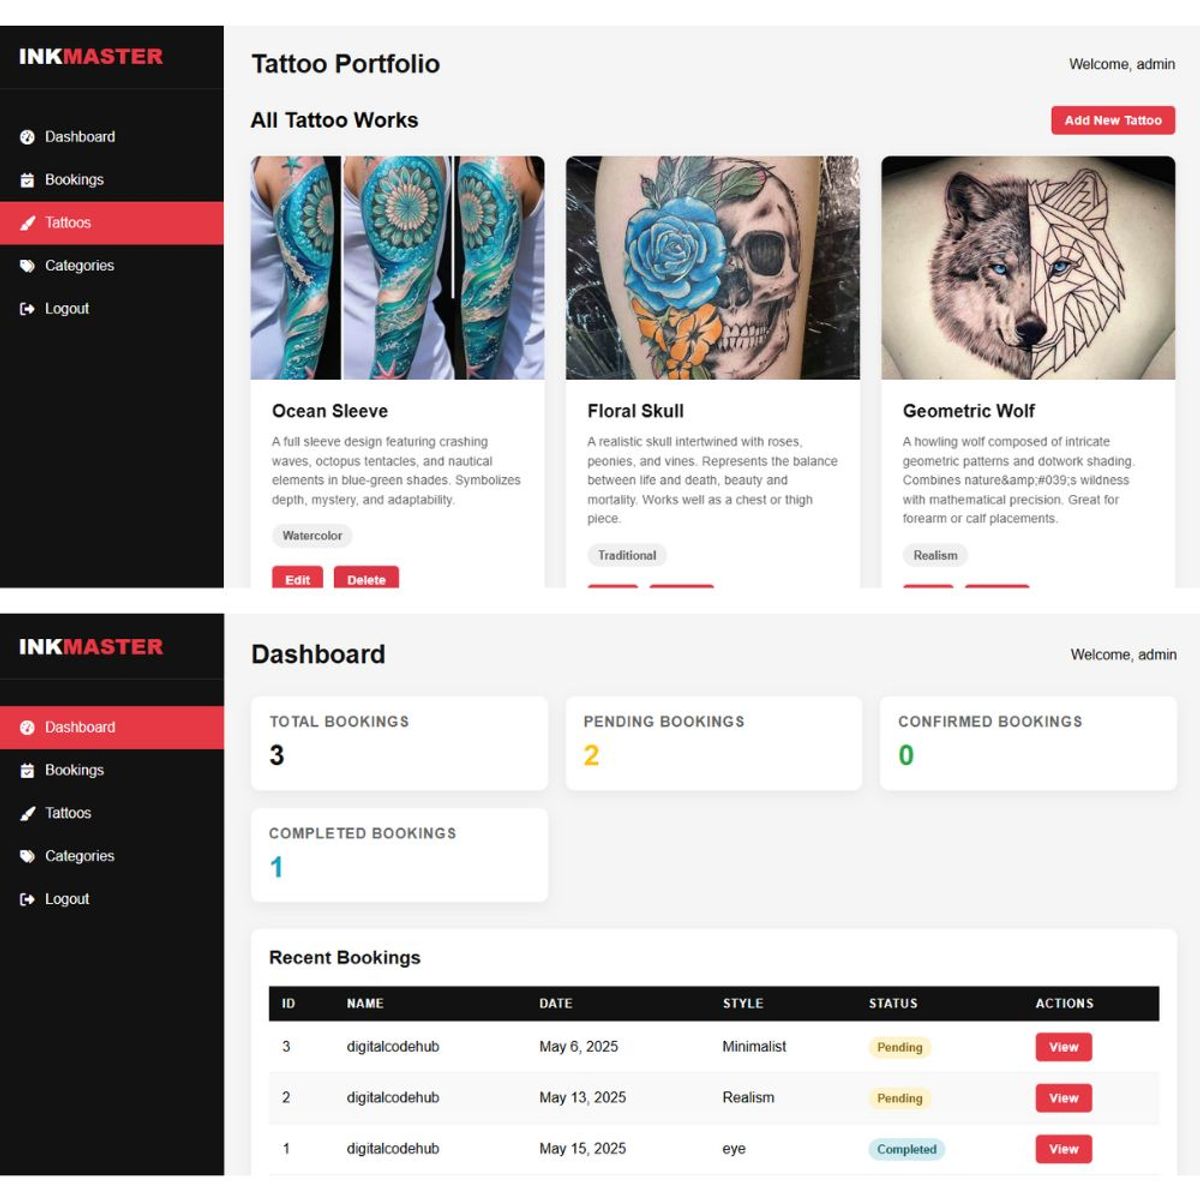 INKMASTER
Dashboard
Bookings
Tattoos
Categories
Logout
Tattoo Portfolio
Welcome, admin
All Tattoo Works
Add New Tattoo
Ocean Sleeve
A full sleeve design featuring crashing
waves, octopus tentacles, and nautical
elements in blue-green shades. Symbolizes
depth, mystery, and adaptability.
Watercolor
Edit Delete
Floral Skull
A realistic skull intertwined with roses,
peonies, and vines. Represents the balance
between life and death, beauty and
mortality. Works well as a chest or thigh
piece.
Traditional
Geometric Wolf
A howling wolf composed of intricate
geometric patterns and dotwork shading.
Combines nature&amp;#039;s wildness
with mathematical precision. Great for
forearm or calf placements.
Realism
INKMASTER
Dashboard
Bookings
Tattoos
Categories
Logout
Dashboard
Welcome, admin
TOTAL BOOKINGS
3
PENDING BOOKINGS
2
CONFIRMED BOOKINGS
0
COMPLETED BOOKINGS
1
Recent Bookings
ID NAME DATE STYLE STATUS ACTIONS
3 digitalcodehub May 6, 2025 Minimalist Pending View
2 digitalcodehub May 13, 2025 Realism Pending View
1 digitalcodehub May 15, 2025 eye Completed View